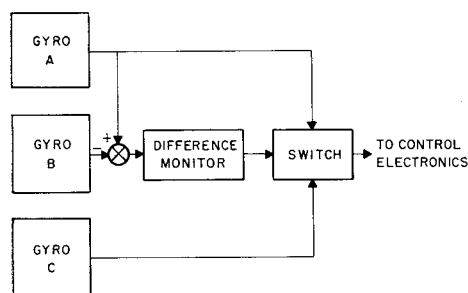 GYRO
A
GYRO
B
− +
DIFFERENCE
MONITOR
SWITCH
TO CONTROL
ELECTRONICS
GYRO
C